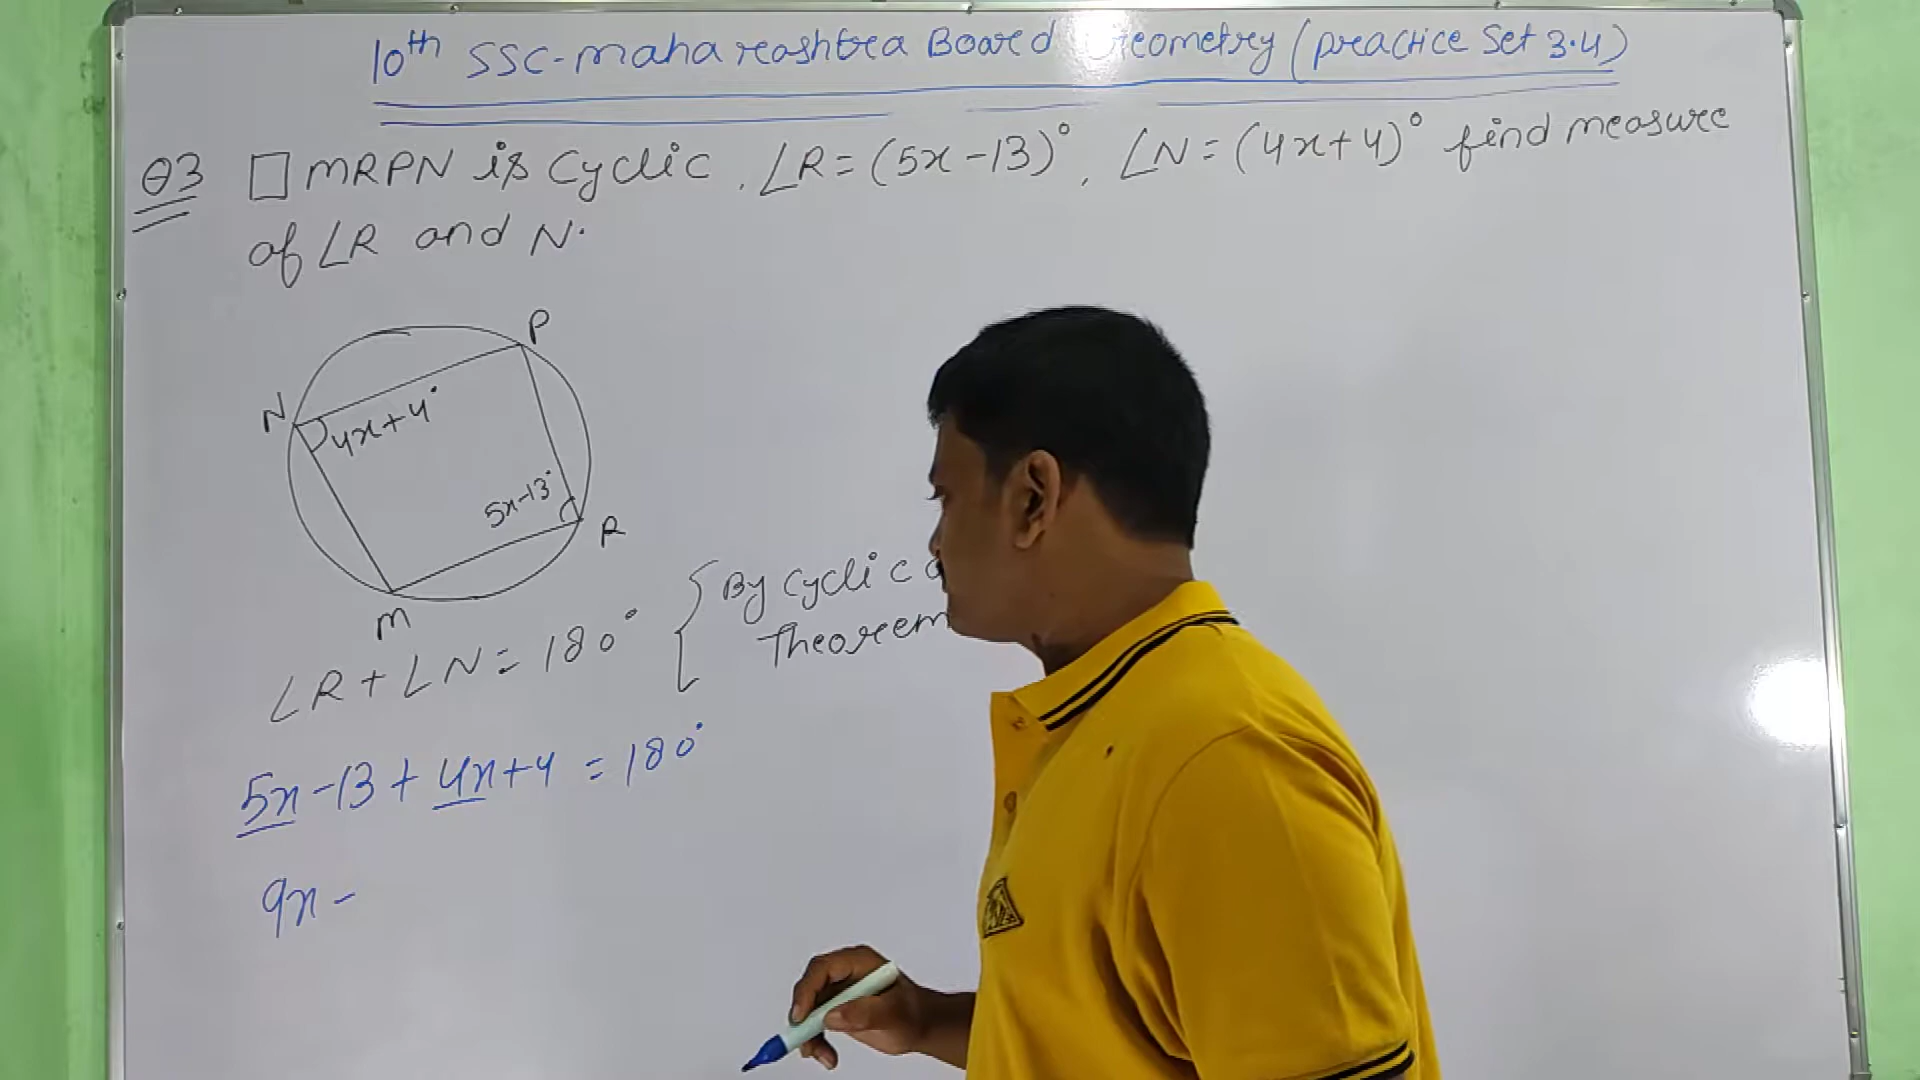 10th SSC-maharashtra Board Geometry (practice Set 3.4)
Q3 □ MRPN is cyclic. ∠R = (5x-13)°, ∠N = (4x+4)° find measure
of ∠R and N.
P
N
4x+4°
5x-13°
R
M
∠R + ∠N = 180° { By cyclic
Theorem
5x-13 + 4x+4 = 180°
9x -